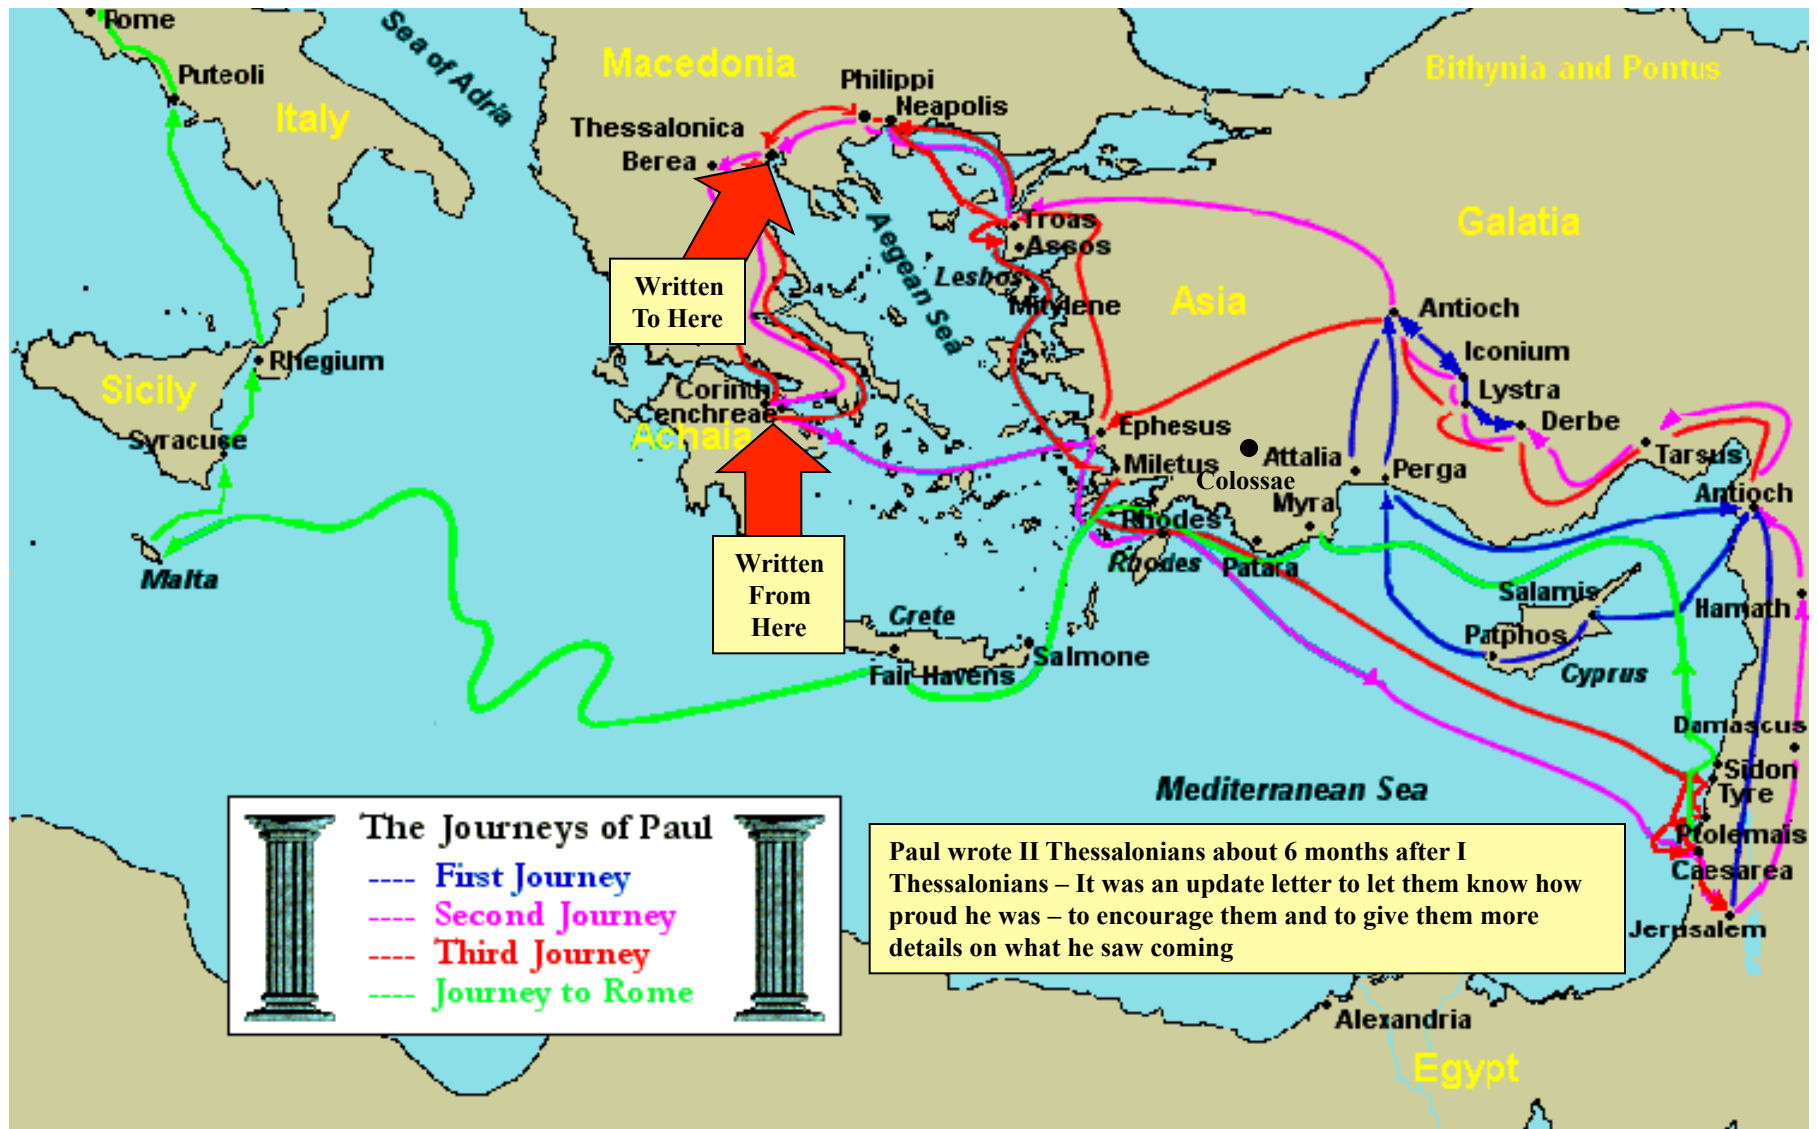 Rome
Sea of Adria
Puteoli
Italy
Macedonia
Philippi
Neapolis
Bithynia and Pontus
Thessalonica
Berea
Aegean Sea
Troas
Assos
Galatia
Lesbos
Mitylene
Asia
Written
To Here
Antioch
Iconium
Lystra
Derbe
Rhegium
Sicily
Syracuse
Corinth
Cenchreae
Achaia
Ephesus
Miletus
Colossae
Attalia
Perga
Tarsus
Antioch
Myra
Rhodes
Rhodes
Patara
Malta
Written
From
Here
Crete
Fair Havens
Salmone
Salamis
Patphos
Cyprus
Hamath
Damascus
Sidon
Tyre
Ptolemais
Caesarea
Jerusalem
Mediterranean Sea
The Journeys of Paul
---- First Journey
---- Second Journey
---- Third Journey
---- Journey to Rome
Paul wrote II Thessalonians about 6 months after I
Thessalonians – It was an update letter to let them know how
proud he was – to encourage them and to give them more
details on what he saw coming
Alexandria
Egypt